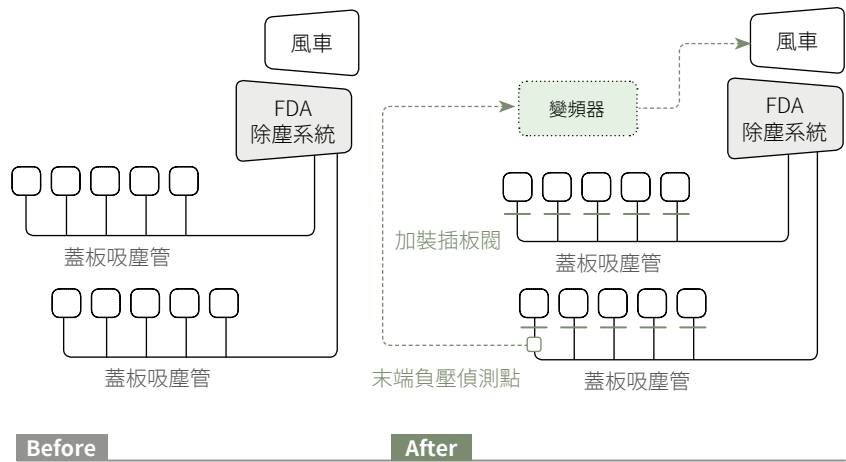 風車
FDA
除塵系統
蓋板吸塵管
蓋板吸塵管
Before
風車
變頻器
FDA
除塵系統
加裝插板閥
蓋板吸塵管
末端負壓偵測點
蓋板吸塵管
After